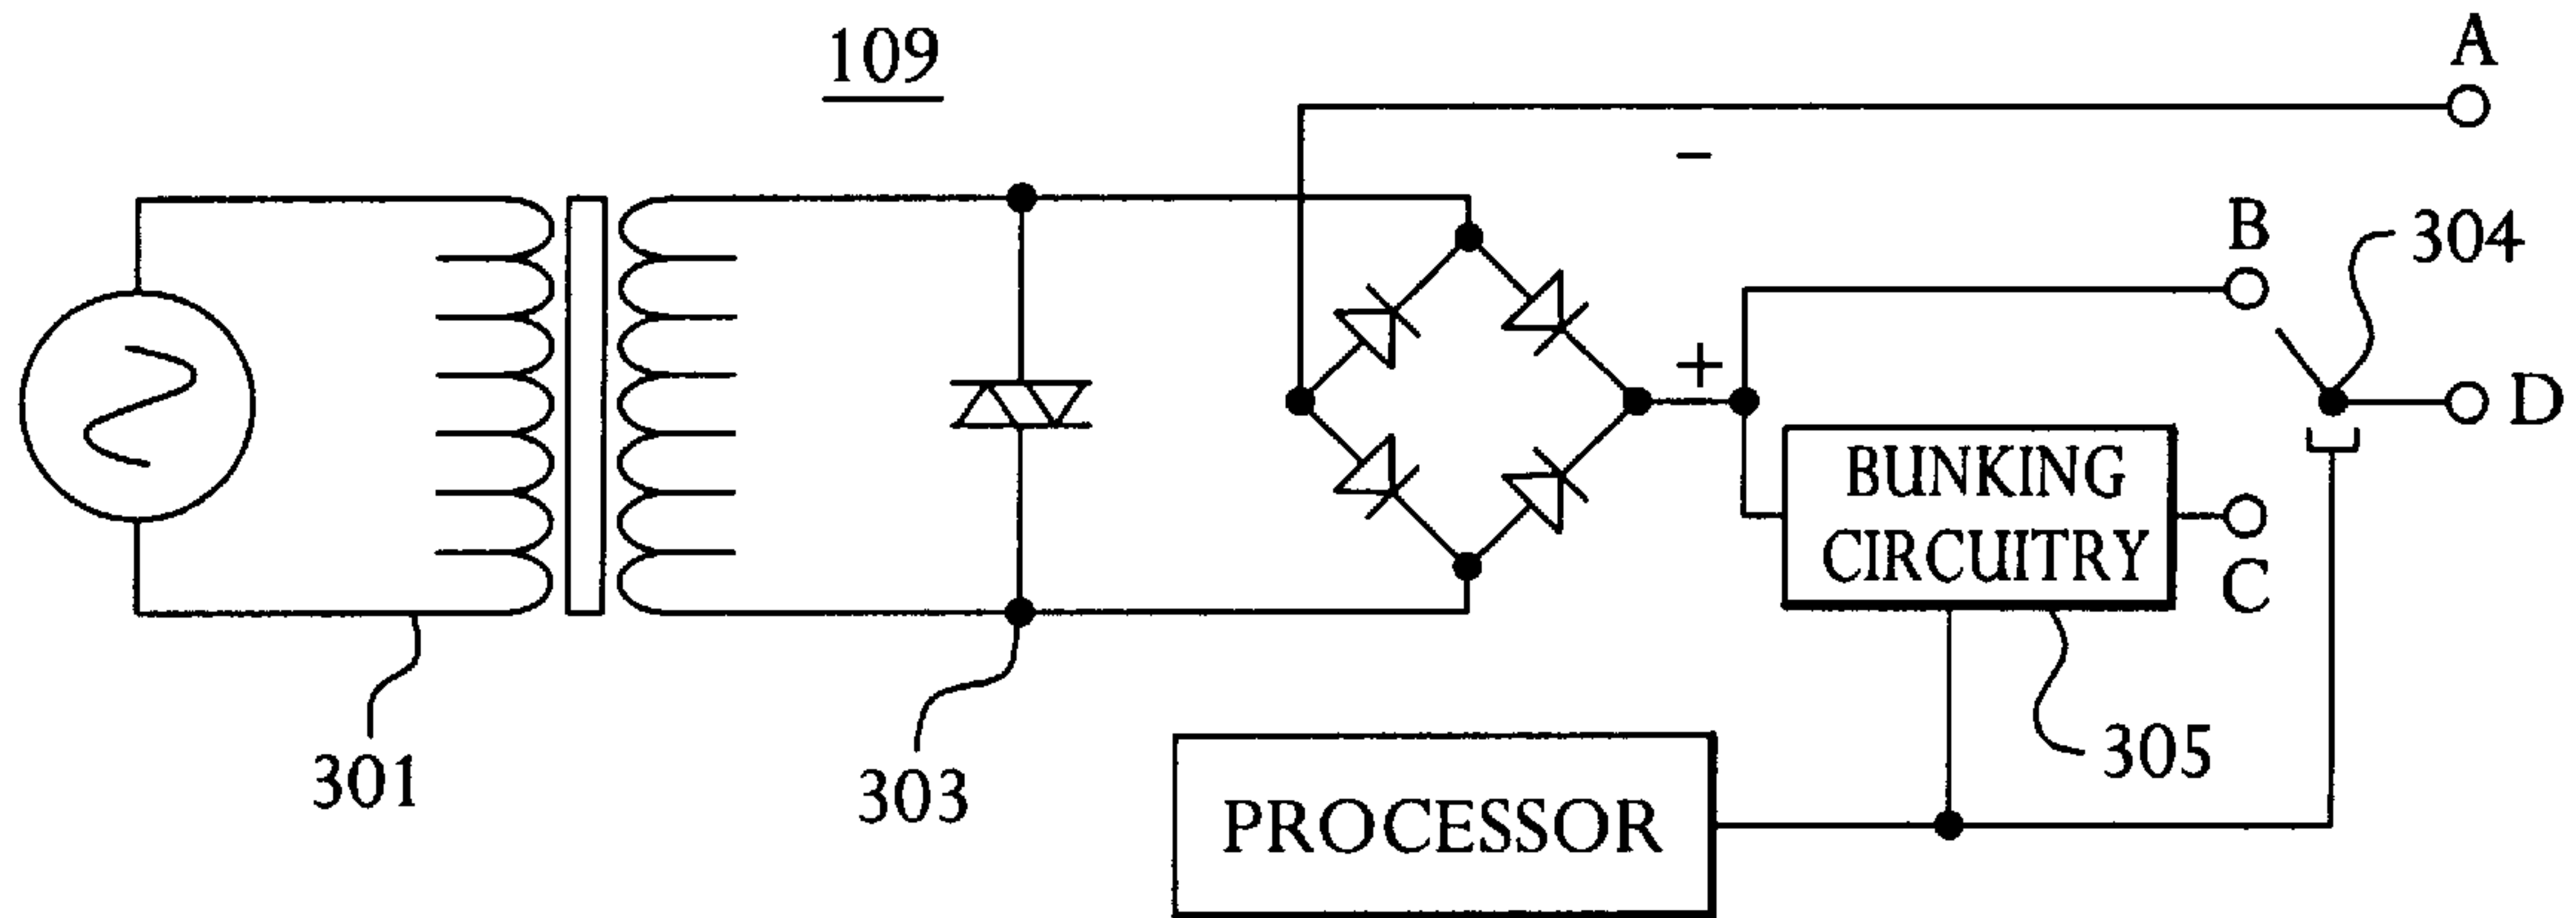 109
A
−
B
304
+
D
BUNKING
CIRCUITRY
C
301
303
305
PROCESSOR